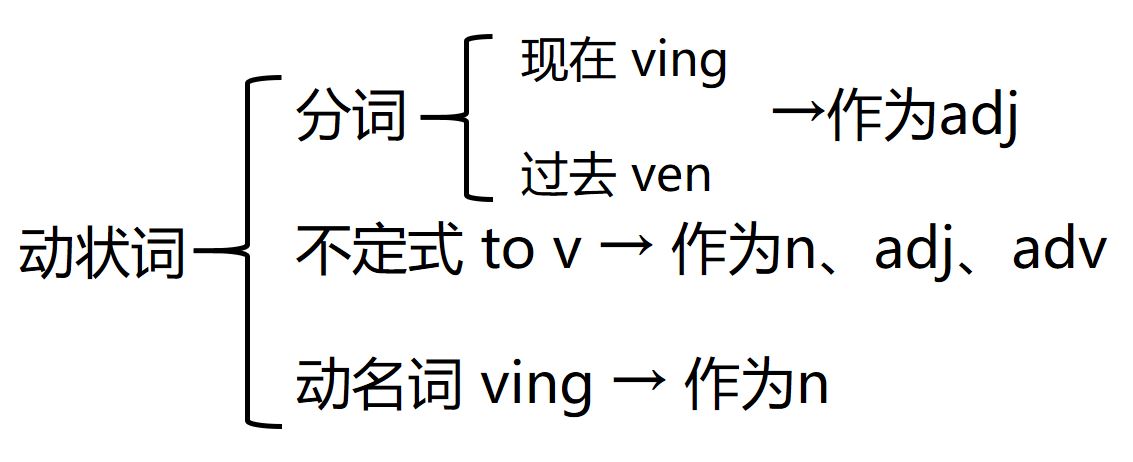 现在 ving
分词
→作为adj
过去 ven
动状词
不定式 to v → 作为n、adj、adv
动名词 ving → 作为n